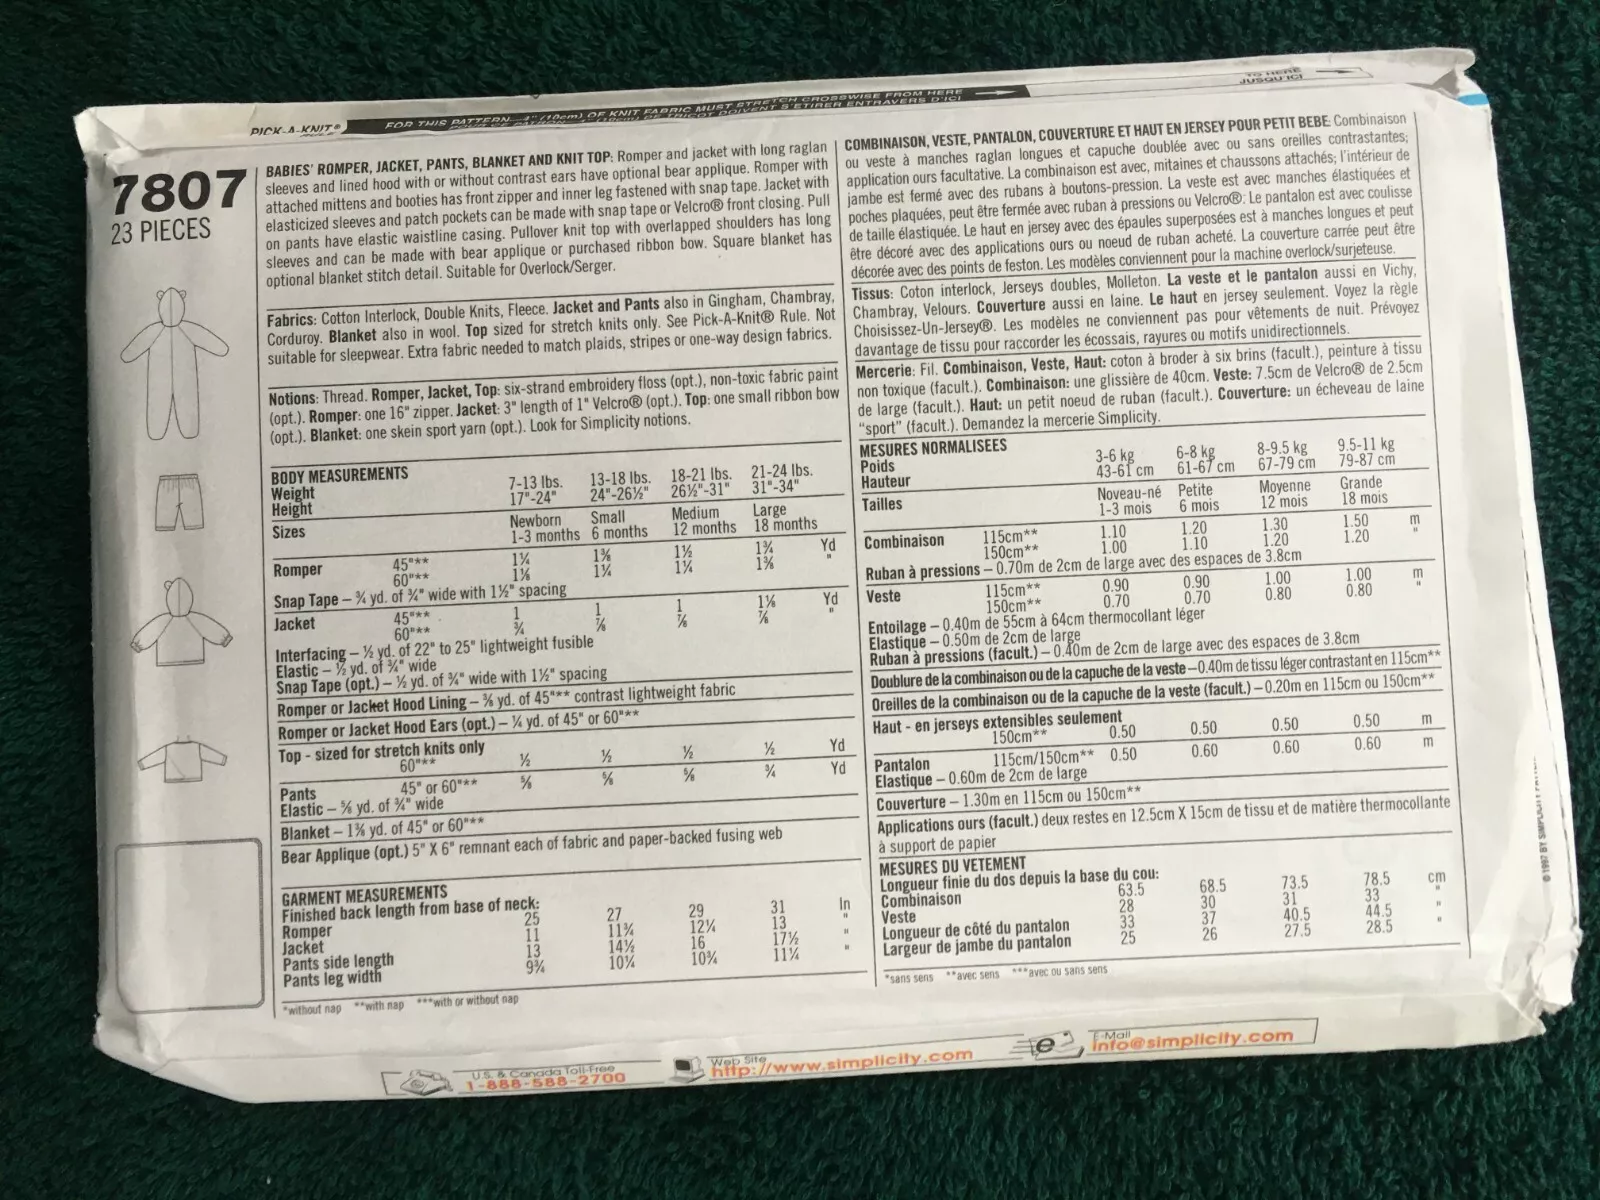 TO HERE
JUSQU'ICI
PICK-A-KNIT®
RULE
FOR THIS PATTERN—4" (10cm) OF KNIT FABRIC MUST STRETCH CROSSWISE FROM HERE
7807
23 PIECES
BABIES' ROMPER, JACKET, PANTS, BLANKET AND KNIT TOP: Romper and jacket with long raglan
sleeves and lined hood with or without contrast ears have optional bear applique. Romper with
attached mittens and booties has front zipper and inner leg fastened with snap tape. Jacket with
elasticized sleeves and patch pockets can be made with snap tape or Velcro® front closing. Pull
on pants have elastic waistline casing. Pullover knit top with overlapped shoulders has long
sleeves and can be made with bear applique or purchased ribbon bow. Square blanket has
optional blanket stitch detail. Suitable for Overlock/Serger.
Fabrics: Cotton Interlock, Double Knits, Fleece. Jacket and Pants also in Gingham, Chambray,
Corduroy. Blanket also in wool. Top sized for stretch knits only. See Pick-A-Knit® Rule. Not
suitable for sleepwear. Extra fabric needed to match plaids, stripes or one-way design fabrics.
Notions: Thread. Romper, Jacket, Top: six-strand embroidery floss (opt.), non-toxic fabric paint
(opt.). Romper: one 16" zipper. Jacket: 3" length of 1" Velcro® (opt.). Top: one small ribbon bow
(opt.). Blanket: one skein sport yarn (opt.). Look for Simplicity notions.
BODY MEASUREMENTS
Weight 7-13 lbs. 13-18 lbs. 18-21 lbs. 21-24 lbs.
Height 17"-24" 24"-26½" 26½"-31" 31"-34"
Sizes Newborn Small Medium Large
1-3 months 6 months 12 months 18 months
Romper 45"** 1¼ 1⅜ 1½ 1¾ Yd
60"** 1⅛ 1¼ 1¼ 1⅜ "
Snap Tape – ¾ yd. of ¾" wide with 1½" spacing
Jacket 45"** 1 1 1 1⅛ Yd
60"** ¾ ⅞ ⅞ ⅞ "
Interfacing – ½ yd. of 22" to 25" lightweight fusible
Elastic – ½ yd. of ¾" wide
Snap Tape (opt.) – ½ yd. of ¾" wide with 1½" spacing
Romper or Jacket Hood Lining – ⅜ yd. of 45"** contrast lightweight fabric
Romper or Jacket Hood Ears (opt.) – ¼ yd. of 45" or 60"**
Top - sized for stretch knits only
60"** ½ ½ ½ ½ Yd
Pants 45" or 60"** ⅝ ⅝ ⅝ ¾ Yd
Elastic – ⅝ yd. of ¾" wide
Blanket – 1⅜ yd. of 45" or 60"**
Bear Applique (opt.) 5" X 6" remnant each of fabric and paper-backed fusing web
GARMENT MEASUREMENTS
Finished back length from base of neck:
Romper 25 27 29 31 In
Jacket 11 11¾ 12¼ 13 "
Pants side length 13 14½ 16 17½ "
Pants leg width 9¾ 10¼ 10¾ 11¼ "
*without nap **with nap ***with or without nap
COMBINAISON, VESTE, PANTALON, COUVERTURE ET HAUT EN JERSEY POUR PETIT BEBE: Combinaison
ou veste à manches raglan longues et capuche doublée avec ou sans oreilles contrastantes;
application ours facultative. La combinaison est avec, mitaines et chaussons attachés; l'intérieur de
jambe est fermé avec des rubans à boutons-pression. La veste est avec manches élastiquées et
poches plaquées, peut être fermée avec ruban à pressions ou Velcro®: Le pantalon est avec coulisse
de taille élastiquée. Le haut en jersey avec des épaules superposées est à manches longues et peut
être décoré avec des applications ours ou noeud de ruban acheté. La couverture carrée peut être
décorée avec des points de feston. Les modèles conviennent pour la machine overlock/surjeteuse.
Tissus: Coton interlock, Jerseys doubles, Molleton. La veste et le pantalon aussi en Vichy,
Chambray, Velours. Couverture aussi en laine. Le haut en jersey seulement. Voyez la règle
Choisissez-Un-Jersey®. Les modèles ne conviennent pas pour vêtements de nuit. Prévoyez
davantage de tissu pour raccorder les écossais, rayures ou motifs unidirectionnels.
Mercerie: Fil. Combinaison, Veste, Haut: coton à broder à six brins (facult.), peinture à tissu
non toxique (facult.). Combinaison: une glissière de 40cm. Veste: 7.5cm de Velcro® de 2.5cm
de large (facult.). Haut: un petit noeud de ruban (facult.). Couverture: un écheveau de laine
"sport" (facult.). Demandez la mercerie Simplicity.
MESURES NORMALISEES
Poids 3-6 kg 6-8 kg 8-9.5 kg 9.5-11 kg
Hauteur 43-61 cm 61-67 cm 67-79 cm 79-87 cm
Tailles Noveau-né Petite Moyenne Grande
1-3 mois 6 mois 12 mois 18 mois
Combinaison 115cm** 1.10 1.20 1.30 1.50 m
150cm** 1.00 1.10 1.20 1.20 "
Ruban à pressions – 0.70m de 2cm de large avec des espaces de 3.8cm
Veste 115cm** 0.90 0.90 1.00 1.00 m
150cm** 0.70 0.70 0.80 0.80 "
Entoilage – 0.40m de 55cm à 64cm thermocollant léger
Elastique – 0.50m de 2cm de large
Ruban à pressions (facult.) – 0.40m de 2cm de large avec des espaces de 3.8cm
Doublure de la combinaison ou de la capuche de la veste – 0.40m de tissu léger contrastant en 115cm**
Oreilles de la combinaison ou de la capuche de la veste (facult.) – 0.20m en 115cm ou 150cm**
Haut - en jerseys extensibles seulement
150cm** 0.50 0.50 0.50 0.50 m
Pantalon 115cm/150cm** 0.50 0.60 0.60 0.60 m
Elastique – 0.60m de 2cm de large
Couverture – 1.30m en 115cm ou 150cm**
Applications ours (facult.) deux restes en 12.5cm X 15cm de tissu et de matière thermocollante
à support de papier
MESURES DU VETEMENT
Longueur finie du dos depuis la base du cou:
Combinaison 63.5 68.5 73.5 78.5 cm
Veste 28 30 31 33 "
Longueur de côté du pantalon 33 37 40.5 44.5 "
Largeur de jambe du pantalon 25 26 27.5 28.5 "
*sans sens **avec sens ***avec ou sans sens
© 1997 BY SIMPLICITY
U.S. & Canada Toll-Free
1-888-588-2700
Web Site
http://www.simplicity.com
E-Mail
info@simplicity.com